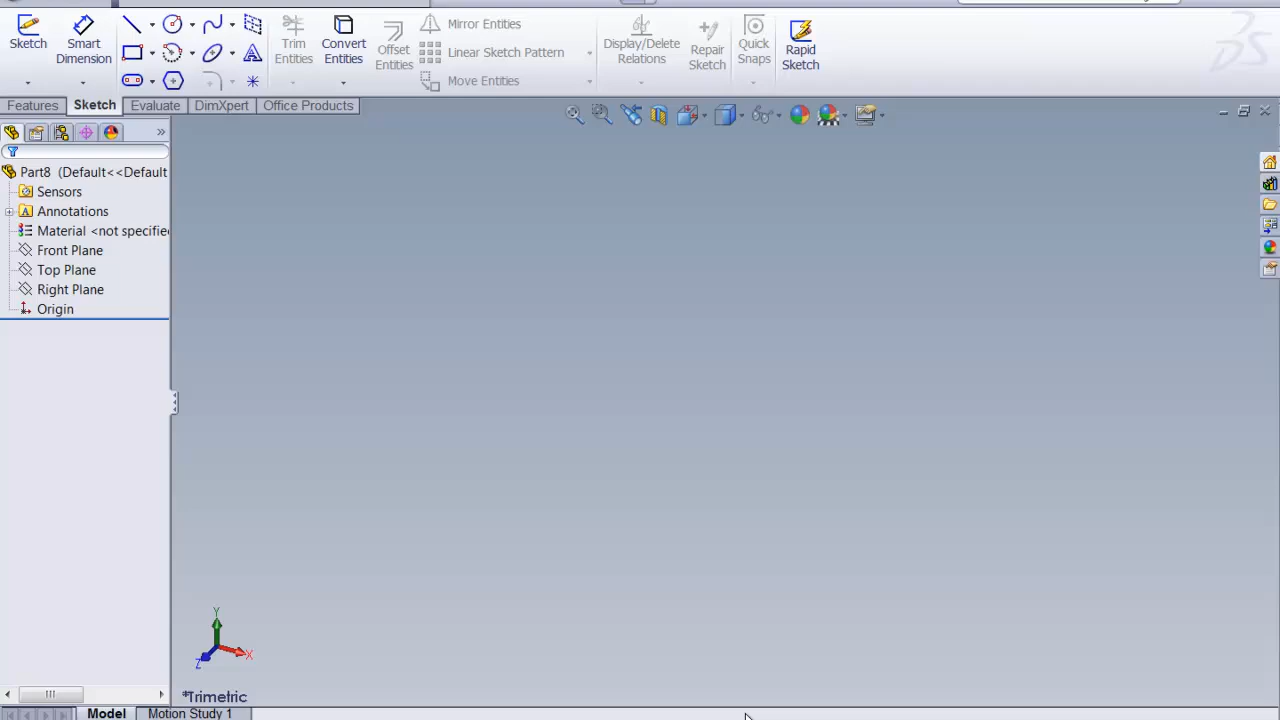 Sketch
Smart Dimension
Trim Entities
Convert Entities
Offset Entities
Mirror Entities
Linear Sketch Pattern
Move Entities
Display/Delete Relations
Repair Sketch
Quick Snaps
Rapid Sketch
Features Sketch Evaluate DimXpert Office Products
Part8 (Default<<Default
Sensors
Annotations
Material <not specifie
Front Plane
Top Plane
Right Plane
Origin
Y
X
Z
*Trimetric
Model Motion Study 1